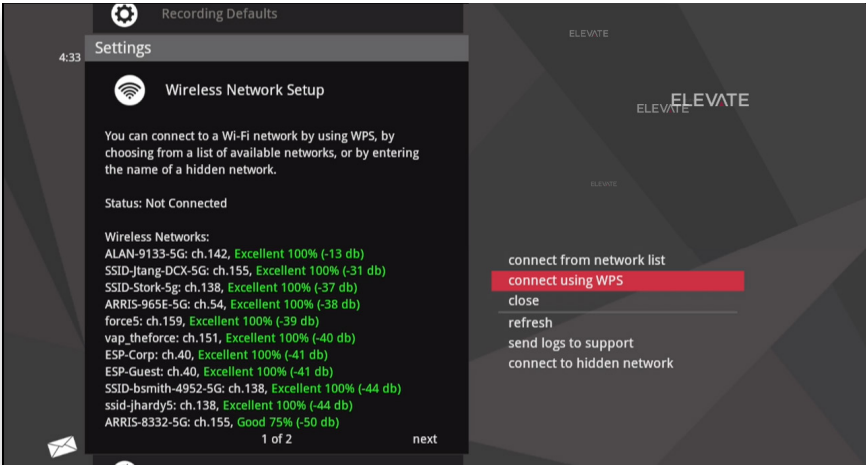 Recording Defaults
4:33
Settings
Wireless Network Setup
You can connect to a Wi-Fi network by using WPS, by
choosing from a list of available networks, or by entering
the name of a hidden network.
Status: Not Connected
Wireless Networks:
ALAN-9133-5G: ch.142, Excellent 100% (-13 db)
SSID-Jtang-DCX-5G: ch.155, Excellent 100% (-31 db)
SSID-Stork-5g: ch.138, Excellent 100% (-37 db)
ARRIS-965E-5G: ch.54, Excellent 100% (-38 db)
force5: ch.159, Excellent 100% (-39 db)
vap_theforce: ch.151, Excellent 100% (-40 db)
ESP-Corp: ch.40, Excellent 100% (-41 db)
ESP-Guest: ch.40, Excellent 100% (-41 db)
SSID-bsmith-4952-5G: ch.138, Excellent 100% (-44 db)
ssid-jhardy5: ch.138, Excellent 100% (-44 db)
ARRIS-8332-5G: ch.155, Good 75% (-50 db)
1 of 2 next
ELEVATE
ELEVATE
ELEVATE
ELEVATE
connect from network list
connect using WPS
close
refresh
send logs to support
connect to hidden network